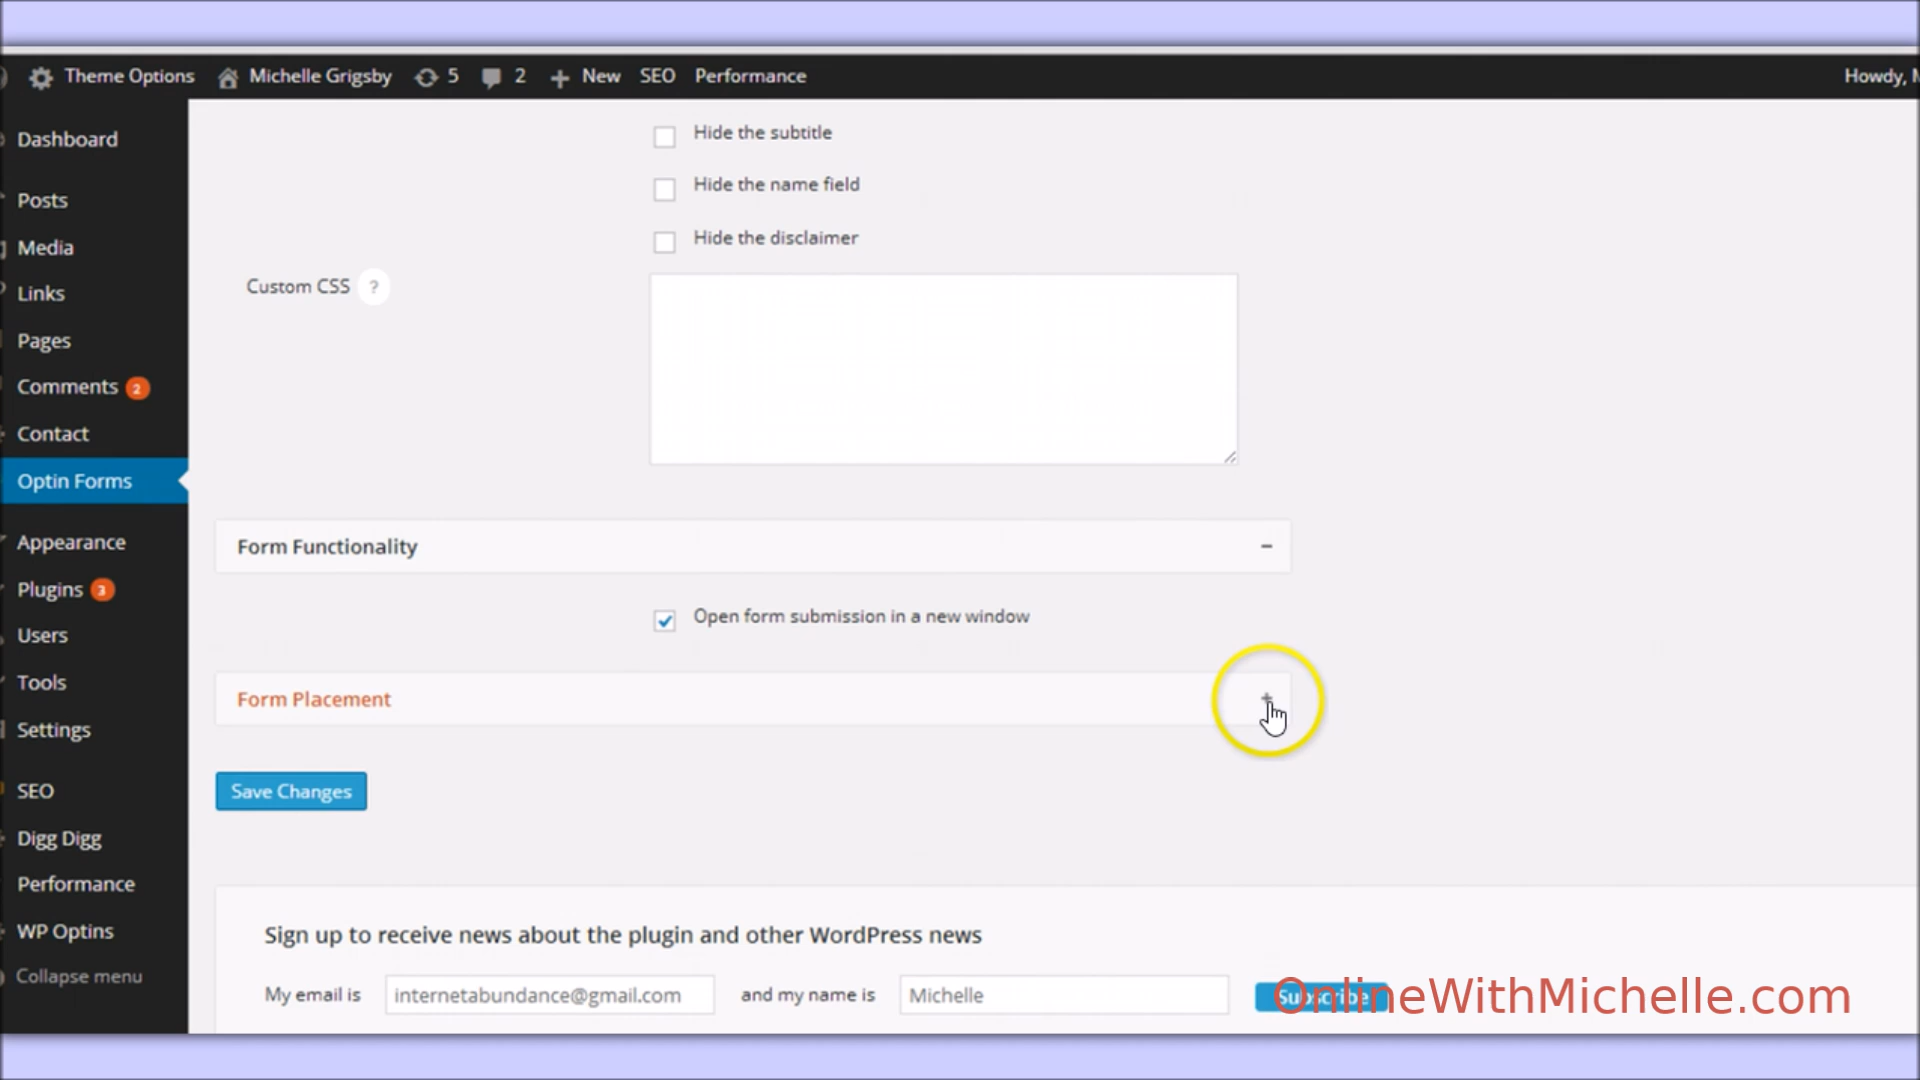 Theme Options Michelle Grigsby 5 2 New SEO Performance Howdy, M
Dashboard
Posts
Media
Links
Pages
Comments 2
Contact
Optin Forms
Appearance
Plugins 3
Users
Tools
Settings
SEO
Digg Digg
Performance
WP Optins
Collapse menu
Hide the subtitle
Hide the name field
Hide the disclaimer
Custom CSS ?
Form Functionality
Open form submission in a new window
Form Placement
Save Changes
Sign up to receive news about the plugin and other WordPress news
My email is internetabundance@gmail.com and my name is Michelle Subscribe
OnlineWithMichelle.com